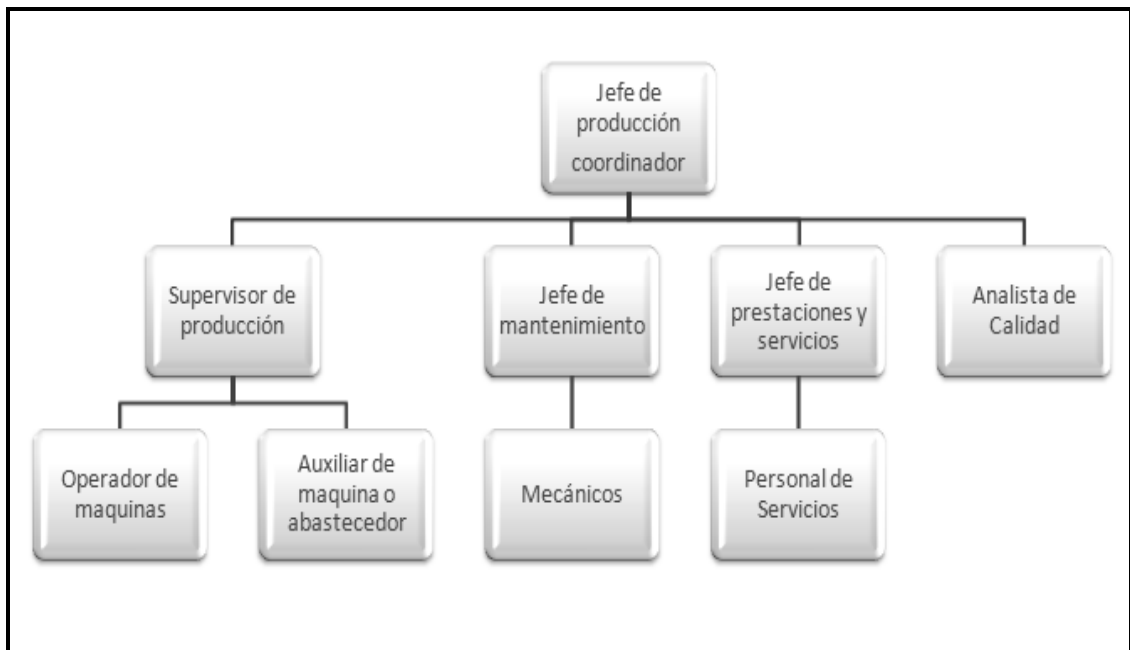 Jefe de
producción
coordinador
Supervisor de
producción
Jefe de
mantenimiento
Jefe de
prestaciones y
servicios
Analista de
Calidad
Operador de
maquinas
Auxiliar de
maquina o
abastecedor
Mecánicos
Personal de
Servicios